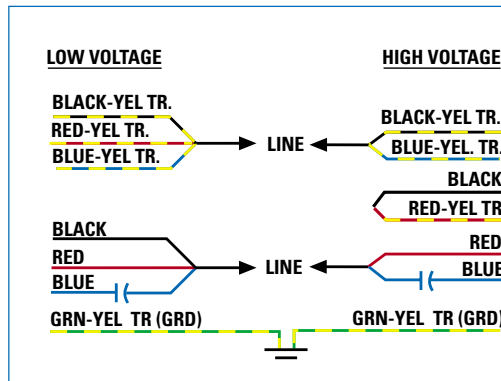 LOW VOLTAGE
BLACK-YEL TR.
RED-YEL TR.
BLUE-YEL TR.
LINE
BLACK
RED
BLUE
LINE
GRN-YEL TR (GRD)
HIGH VOLTAGE
BLACK-YEL TR.
BLUE-YEL. TR.
BLACK
RED-YEL TR
RED
BLUE
GRN-YEL TR (GRD)